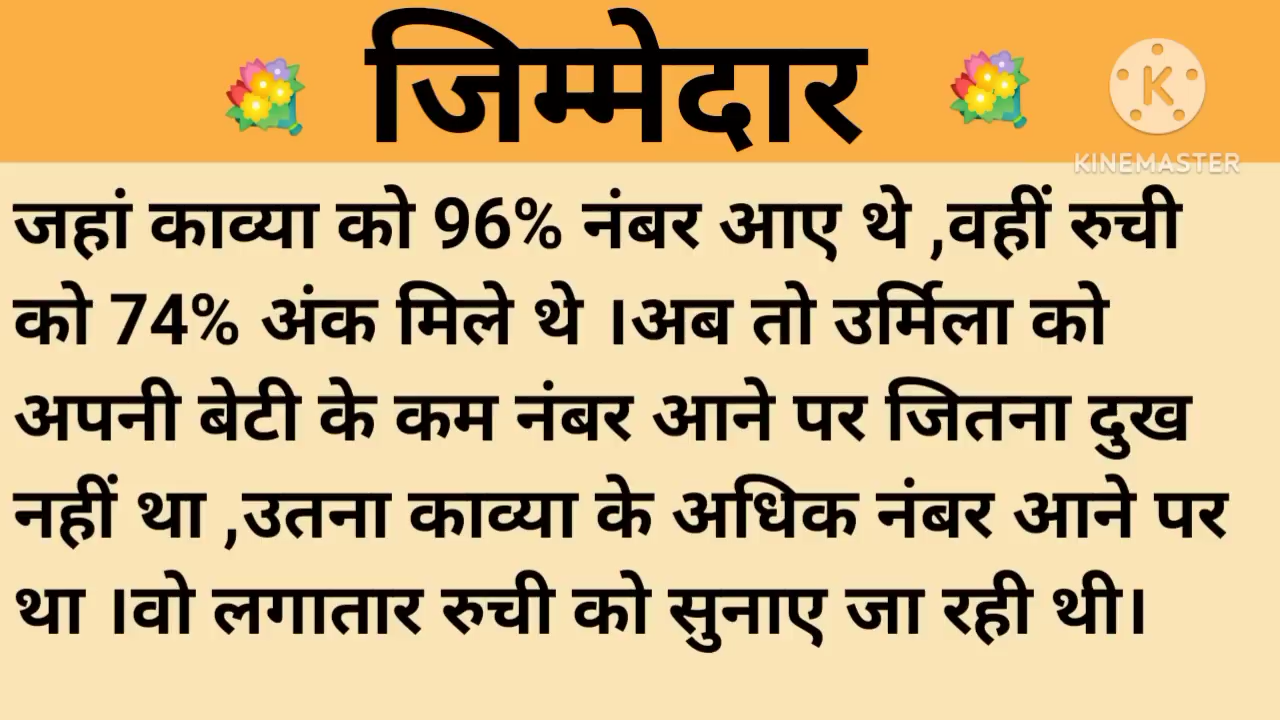 जिम्मेदार
K
KINEMASTER
जहां काव्या को 96% नंबर आए थे ,वहीं रुची
को 74% अंक मिले थे ।अब तो उर्मिला को
अपनी बेटी के कम नंबर आने पर जितना दुख
नहीं था ,उतना काव्या के अधिक नंबर आने पर
था ।वो लगातार रुची को सुनाए जा रही थी।